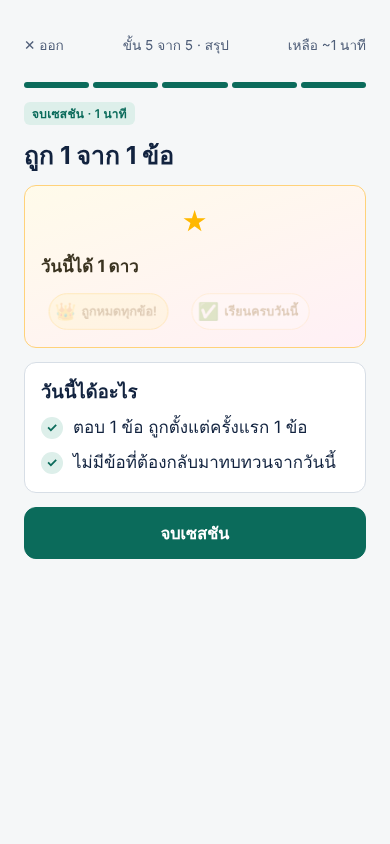 ✕ ออก
ขั้น 5 จาก 5 · สรุป
เหลือ ~1 นาที
จบเซสชัน · 1 นาที
ถูก 1 จาก 1 ข้อ
วันนี้ได้ 1 ดาว
ถูกหมดทุกข้อ!
เรียนครบวันนี้
วันนี้ได้อะไร
ตอบ 1 ข้อ ถูกตั้งแต่ครั้งแรก 1 ข้อ
ไม่มีข้อที่ต้องกลับมาทบทวนจากวันนี้
จบเซสชัน